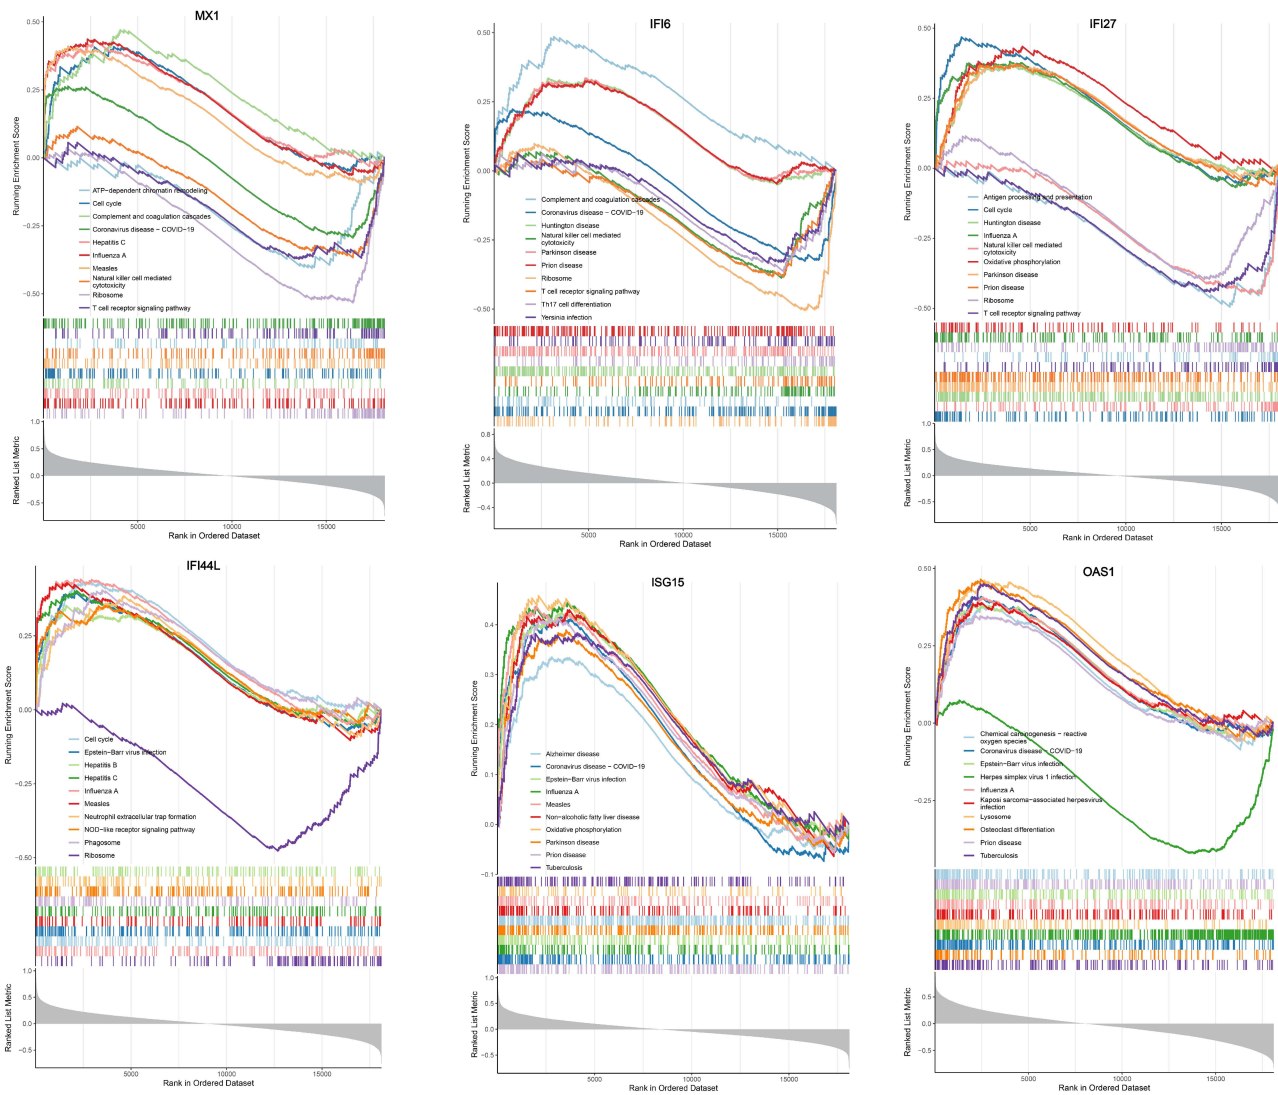 MX1
Running Enrichment Score
0.50
0.25
0.00
−0.25
−0.50
ATP−dependent chromatin remodeling
Cell cycle
Complement and coagulation cascades
Coronavirus disease − COVID−19
Hepatitis C
Influenza A
Measles
Natural killer cell mediated
cytotoxicity
Ribosome
T cell receptor signaling pathway
Ranked List Metric
1.0
0.5
0.0
−0.5
5000
10000
15000
Rank in Ordered Dataset
IFI6
Running Enrichment Score
0.50
0.25
0.00
−0.25
−0.50
Complement and coagulation cascades
Coronavirus disease − COVID−19
Huntington disease
Natural killer cell mediated
cytotoxicity
Parkinson disease
Prion disease
Ribosome
T cell receptor signaling pathway
Th17 cell differentiation
Yersinia infection
Ranked List Metric
0.8
0.4
0.0
−0.4
5000
10000
15000
Rank in Ordered Dataset
IFI27
Running Enrichment Score
0.50
0.25
0.00
−0.25
−0.50
Antigen processing and presentation
Cell cycle
Huntington disease
Influenza A
Natural killer cell mediated
cytotoxicity
Oxidative phosphorylation
Parkinson disease
Prion disease
Ribosome
T cell receptor signaling pathway
Ranked List Metric
1.0
0.5
0.0
−0.5
5000
10000
15000
Rank in Ordered Dataset
IFI44L
Running Enrichment Score
0.25
0.00
−0.25
−0.50
Cell cycle
Epstein−Barr virus infection
Hepatitis B
Hepatitis C
Influenza A
Measles
Neutrophil extracellular trap formation
NOD−like receptor signaling pathway
Phagosome
Ribosome
Ranked List Metric
1.0
0.5
0.0
−0.5
5000
10000
15000
Rank in Ordered Dataset
ISG15
Running Enrichment Score
0.4
0.3
0.2
0.1
0.0
−0.1
Alzheimer disease
Coronavirus disease − COVID−19
Epstein−Barr virus infection
Influenza A
Measles
Non−alcoholic fatty liver disease
Oxidative phosphorylation
Parkinson disease
Prion disease
Tuberculosis
Ranked List Metric
1.0
0.5
0.0
−0.5
5000
10000
15000
Rank in Ordered Dataset
OAS1
Running Enrichment Score
0.50
0.25
0.00
−0.25
Chemical carcinogenesis − reactive
oxygen species
Coronavirus disease − COVID−19
Epstein−Barr virus infection
Herpes simplex virus 1 infection
Influenza A
Kaposi sarcoma−associated herpesvirus
infection
Lysosome
Osteoclast differentiation
Prion disease
Tuberculosis
Ranked List Metric
0.5
0.0
−0.5
5000
10000
15000
Rank in Ordered Dataset